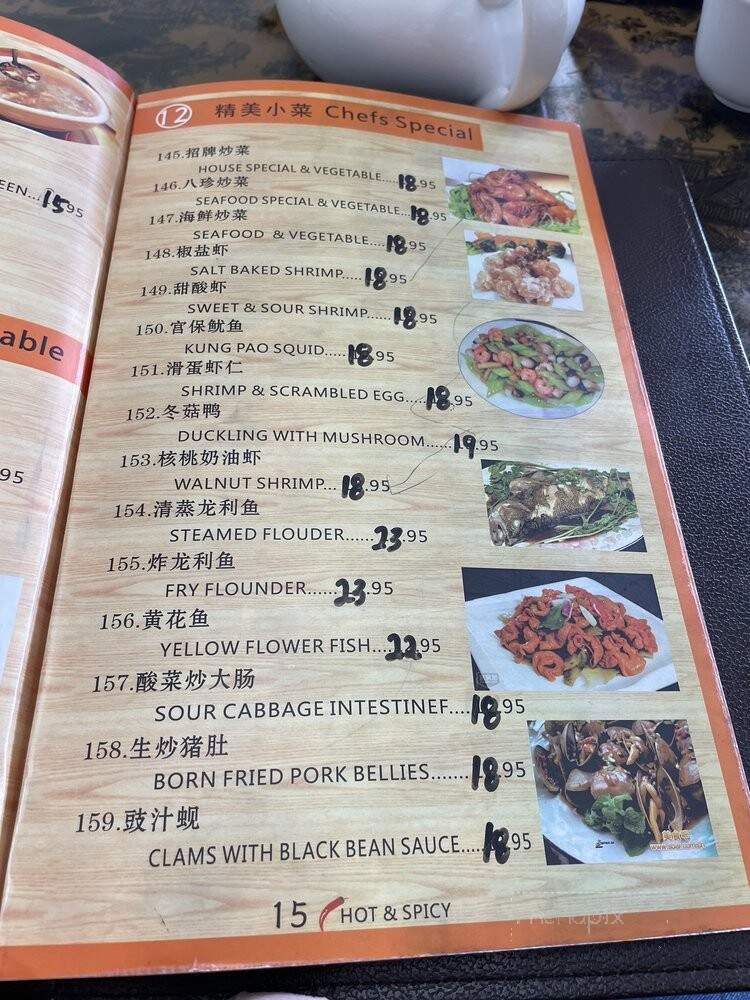 12 精美小菜 Chefs Special
145.招牌炒菜
HOUSE SPECIAL & VEGETABLE....18.95
146.八珍炒菜
SEAFOOD SPECIAL & VEGETABLE...18.95
147.海鲜炒菜
SEAFOOD & VEGETABLE....18.95
148.椒盐虾
SALT BAKED SHRIMP.....18.95
149.甜酸虾
SWEET & SOUR SHRIMP......18.95
150.宫保鱿鱼
KUNG PAO SQUID.....18.95
151.滑蛋虾仁
SHRIMP & SCRAMBLED EGG.....18.95
152.冬菇鸭
DUCKLING WITH MUSHROOM......19.95
153.核桃奶油虾
WALNUT SHRIMP... 18.95
154.清蒸龙利鱼
STEAMED FLOUDER......23.95
155.炸龙利鱼
FRY FLOUNDER......23.95
156.黄花鱼
YELLOW FLOWER FISH....22.95
157.酸菜炒大肠
SOUR CABBAGE INTESTINEF....18.95
158.生炒猪肚
BORN FRIED PORK BELLIES.......18.95
159.豉汁蚬
CLAMS WITH BLACK BEAN SAUCE.....18.95
15 HOT & SPICY
EEN...15.95
able
95